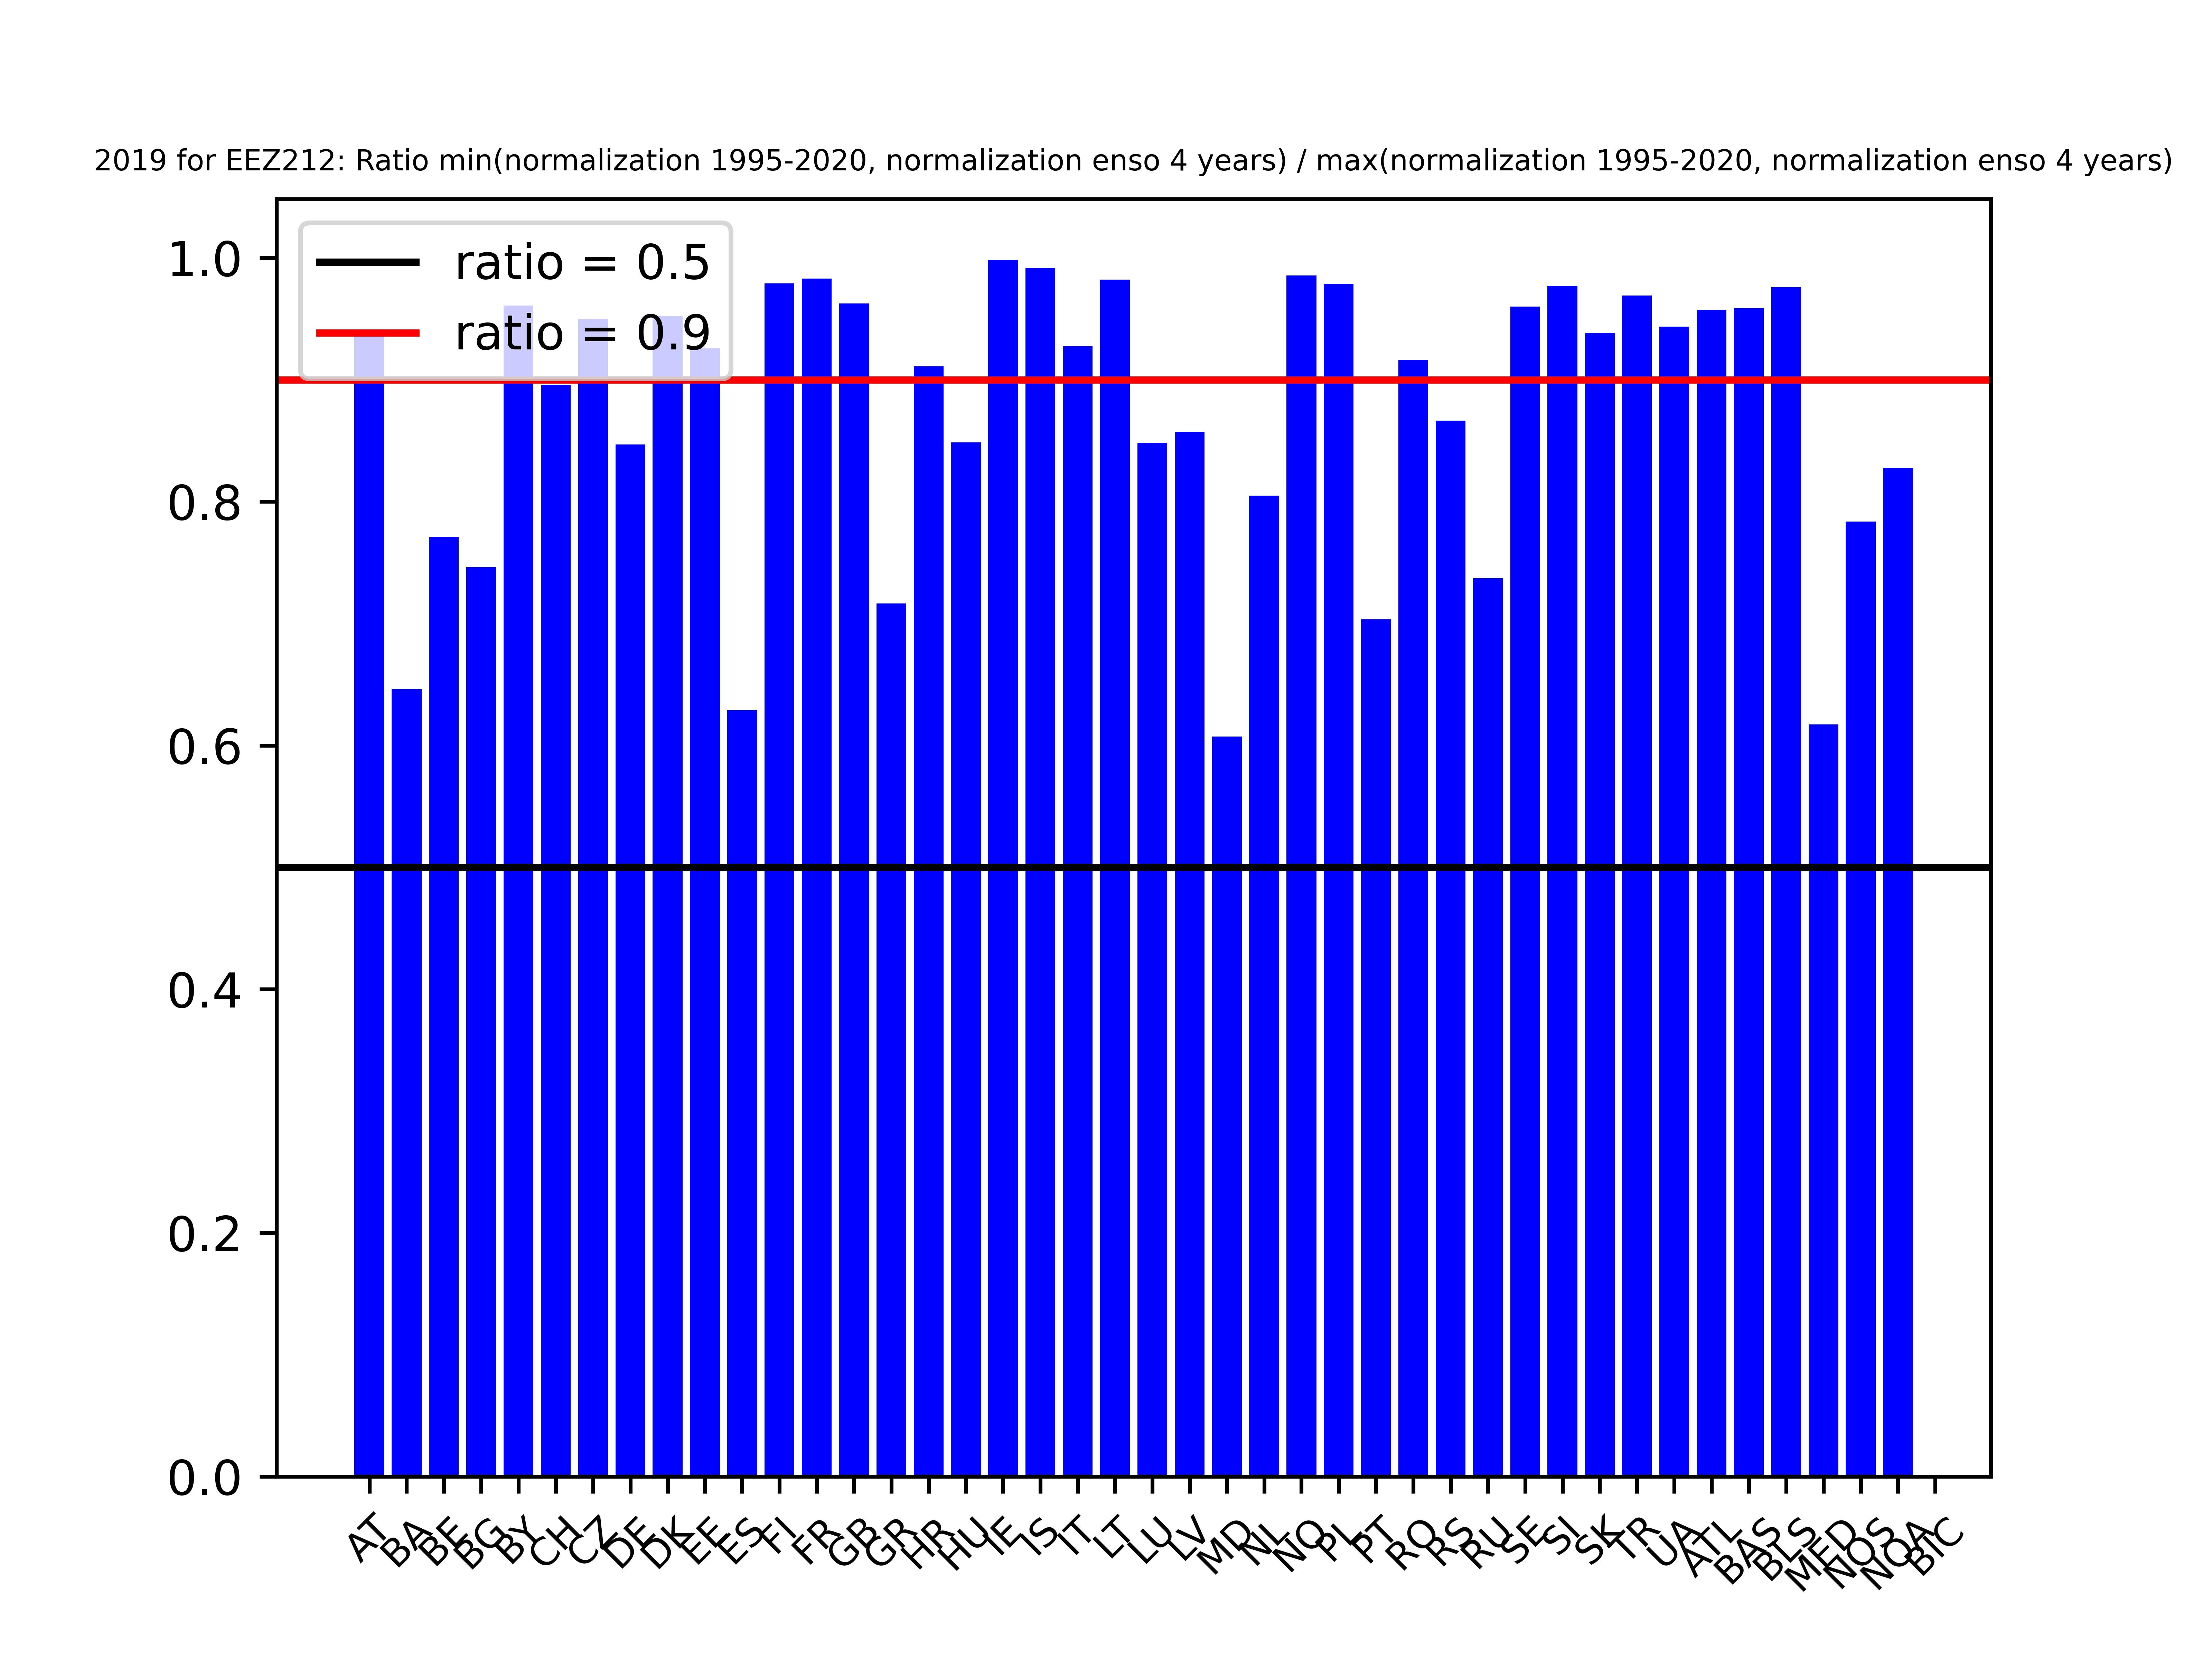 2019 for EEZ212: Ratio min(normalization 1995-2020, normalization enso 4 years) / max(normalization 1995-2020, normalization enso 4 years)
ratio = 0.5
ratio = 0.9
1.0
0.8
0.6
0.4
0.2
0.0
AT BA BE BG BY CH CZ DE DK EE ES FI FR GB GR HR HU IE IS IT LT LU LV MD NL NO PL PT RO RS RU SE SI SK TR UA ATL BAS BLS MED NOS NOA BIC